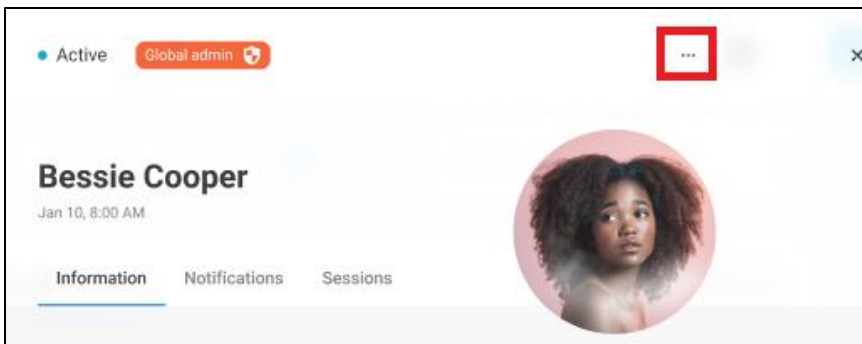 Active Global admin ...
Bessie Cooper
Jan 10, 8:00 AM
Information Notifications Sessions